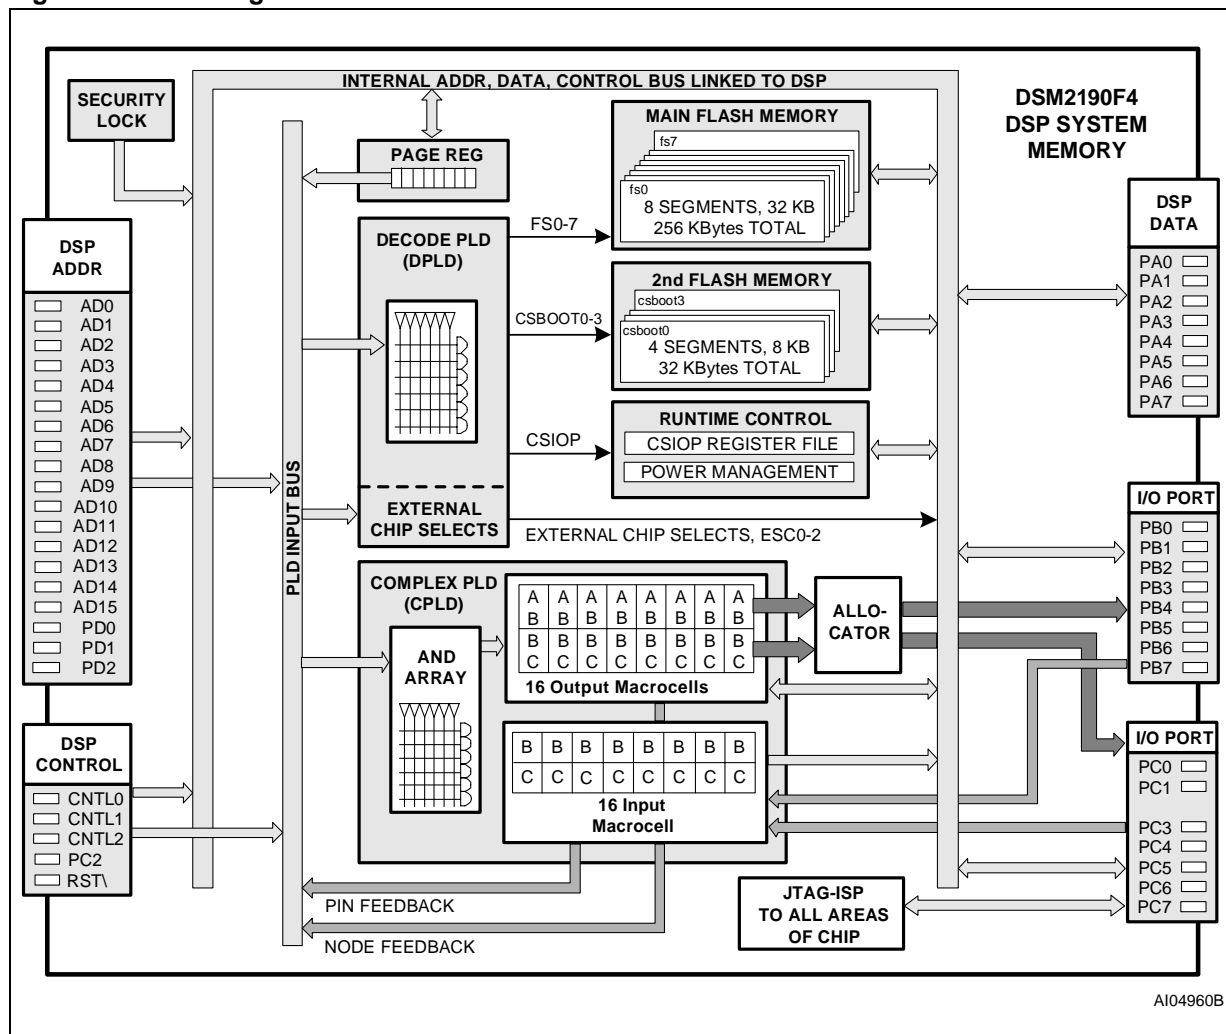 INTERNAL ADDR, DATA, CONTROL BUS LINKED TO DSP
DSM2190F4
DSP SYSTEM
MEMORY
SECURITY
LOCK
PAGE REG
MAIN FLASH MEMORY
fs7
fs0
8 SEGMENTS, 32 KB
256 KBytes TOTAL
DSP
ADDR
AD0
AD1
AD2
AD3
AD4
AD5
AD6
AD7
AD8
AD9
AD10
AD11
AD12
AD13
AD14
AD15
PD0
PD1
PD2
DSP
CONTROL
CNTL0
CNTL1
CNTL2
PC2
RST\
PLD INPUT BUS
DECODE PLD
(DPLD)
EXTERNAL
CHIP SELECTS
FS0-7
CSBOOT0-3
CSIOP
EXTERNAL CHIP SELECTS, ESC0-2
2nd FLASH MEMORY
csboot3
csboot0
4 SEGMENTS, 8 KB
32 KBytes TOTAL
RUNTIME CONTROL
CSIOP REGISTER FILE
POWER MANAGEMENT
COMPLEX PLD
(CPLD)
AND
ARRAY
A A A A A A A A
B B B B B B B B
B B B B B B B B
C C C C C C C C
16 Output Macrocells
B B B B B B B B
C C C C C C C C
16 Input
Macrocell
ALLO-
CATOR
PIN FEEDBACK
NODE FEEDBACK
JTAG-ISP
TO ALL AREAS
OF CHIP
DSP
DATA
PA0
PA1
PA2
PA3
PA4
PA5
PA6
PA7
I/O PORT
PB0
PB1
PB2
PB3
PB4
PB5
PB6
PB7
I/O PORT
PC0
PC1
PC3
PC4
PC5
PC6
PC7
AI04960B